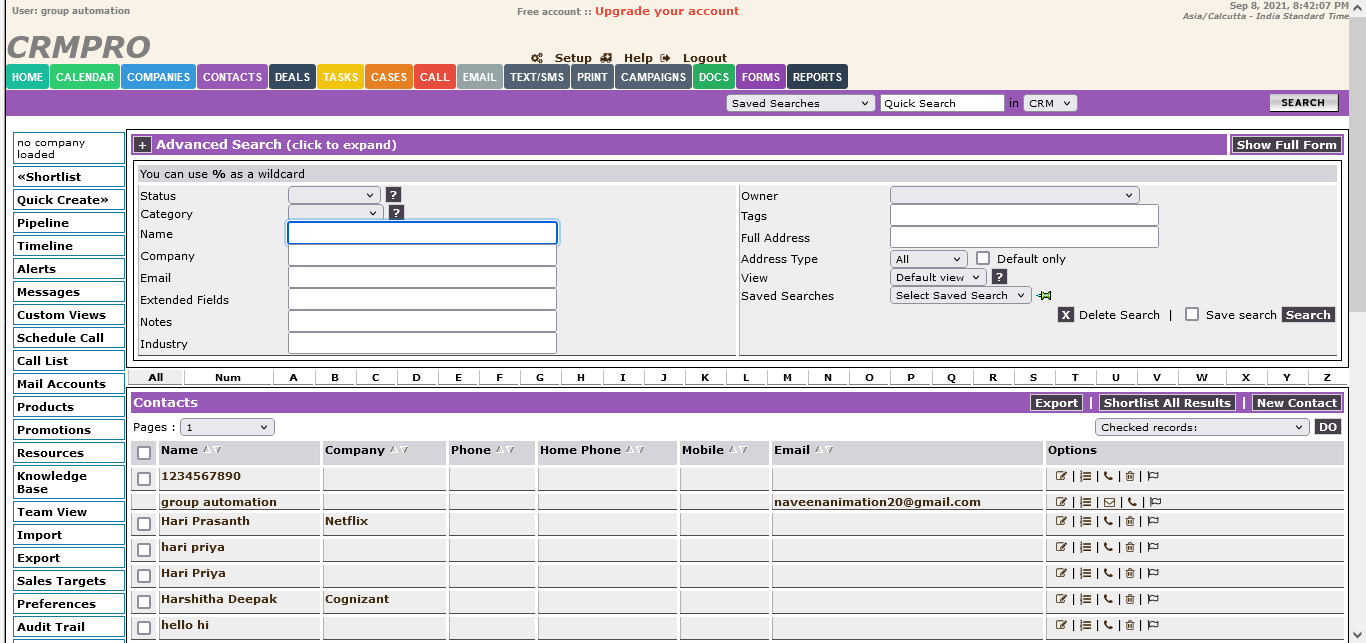 User: group automation
Free account :: Upgrade your account
Sep 8, 2021, 8:42:07 PM
Asia/Calcutta - India Standard Time
CRMPRO
Setup Help Logout
HOME CALENDAR COMPANIES CONTACTS DEALS TASKS CASES CALL EMAIL TEXT/SMS PRINT CAMPAIGNS DOCS FORMS REPORTS
Saved Searches Quick Search in CRM SEARCH
no company
loaded
«Shortlist
Quick Create»
Pipeline
Timeline
Alerts
Messages
Custom Views
Schedule Call
Call List
Mail Accounts
Products
Promotions
Resources
Knowledge
Base
Team View
Import
Export
Sales Targets
Preferences
Audit Trail
+ Advanced Search (click to expand) Show Full Form
You can use % as a wildcard
Status ?
Category ?
Name
Company
Email
Extended Fields
Notes
Industry
Owner
Tags
Full Address
Address Type All Default only
View Default view ?
Saved Searches Select Saved Search
X Delete Search | Save search Search
All Num A B C D E F G H I J K L M N O P Q R S T U V W X Y Z
Contacts Export | Shortlist All Results | New Contact
Pages : 1 Checked records: DO
Name Company Phone Home Phone Mobile Email Options
1234567890 | | | |
group automation naveenanimation20@gmail.com | | | |
Hari Prasanth Netflix | | | |
hari priya | | | |
Hari Priya | | | |
Harshitha Deepak Cognizant | | | |
hello hi | | | |